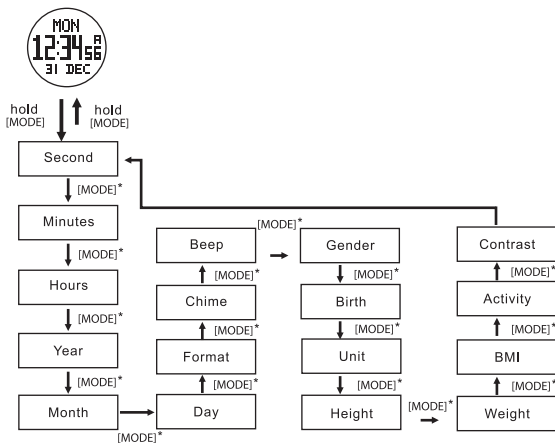 MON
12:34 56 A
31 DEC
hold
[MODE]
hold
[MODE]
Second
[MODE]*
Minutes
[MODE]*
Hours
[MODE]*
Year
[MODE]*
Month
[MODE]*
Day
[MODE]*
Format
[MODE]*
Chime
[MODE]*
Beep
[MODE]*
Gender
[MODE]*
Birth
[MODE]*
Unit
[MODE]*
Height
[MODE]*
Weight
[MODE]*
BMI
[MODE]*
Activity
[MODE]*
Contrast